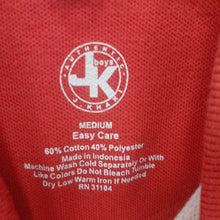 AUTHENTIC
JK
boys
J. KHAKI
MEDIUM
Easy Care
60% Cotton 40% Polyester
Made in Indonesia
Machine Wash Cold Separately Or With
Like Colors Do Not Bleach Tumble
Dry Low Warm Iron If Needed
RN 31104